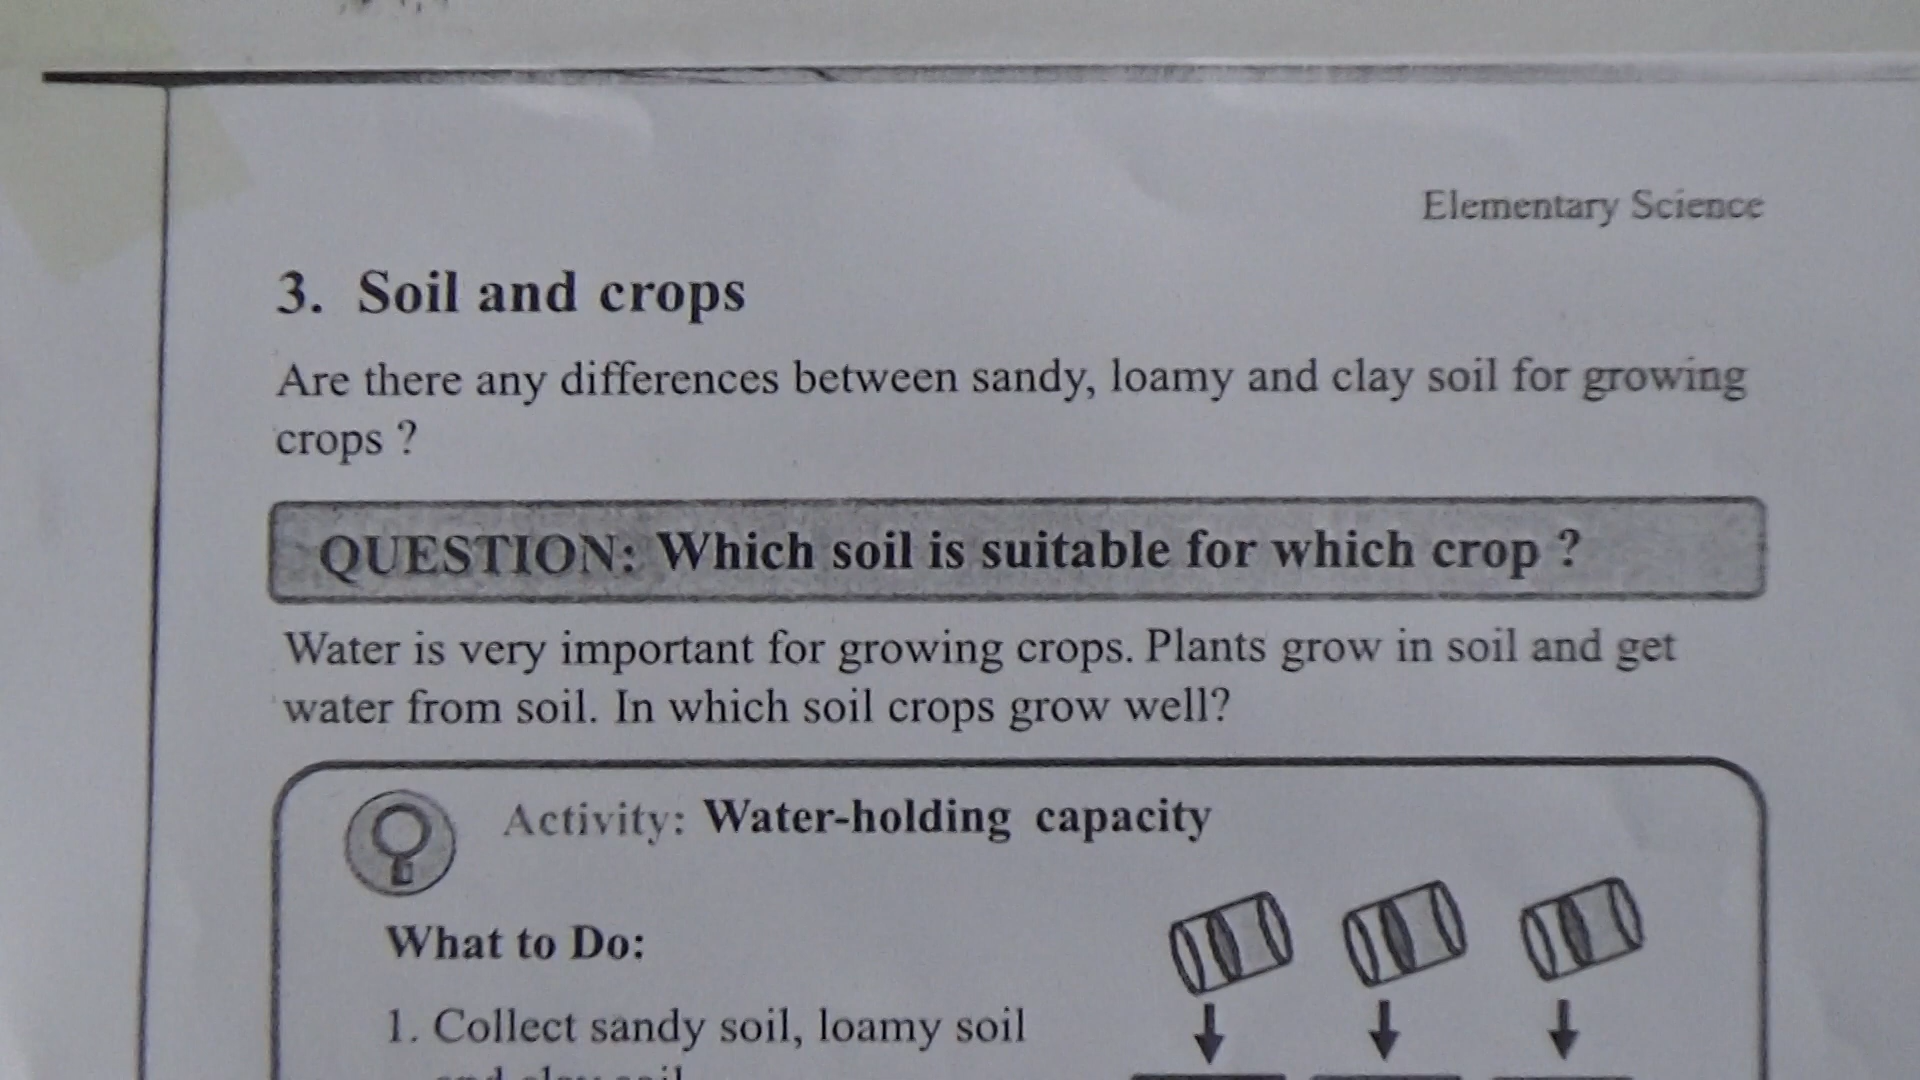 Elementary Science
3. Soil and crops
Are there any differences between sandy, loamy and clay soil for growing
crops ?
QUESTION: Which soil is suitable for which crop ?
Water is very important for growing crops. Plants grow in soil and get
water from soil. In which soil crops grow well?
Activity: Water-holding capacity
What to Do:
1. Collect sandy soil, loamy soil
and clay soil